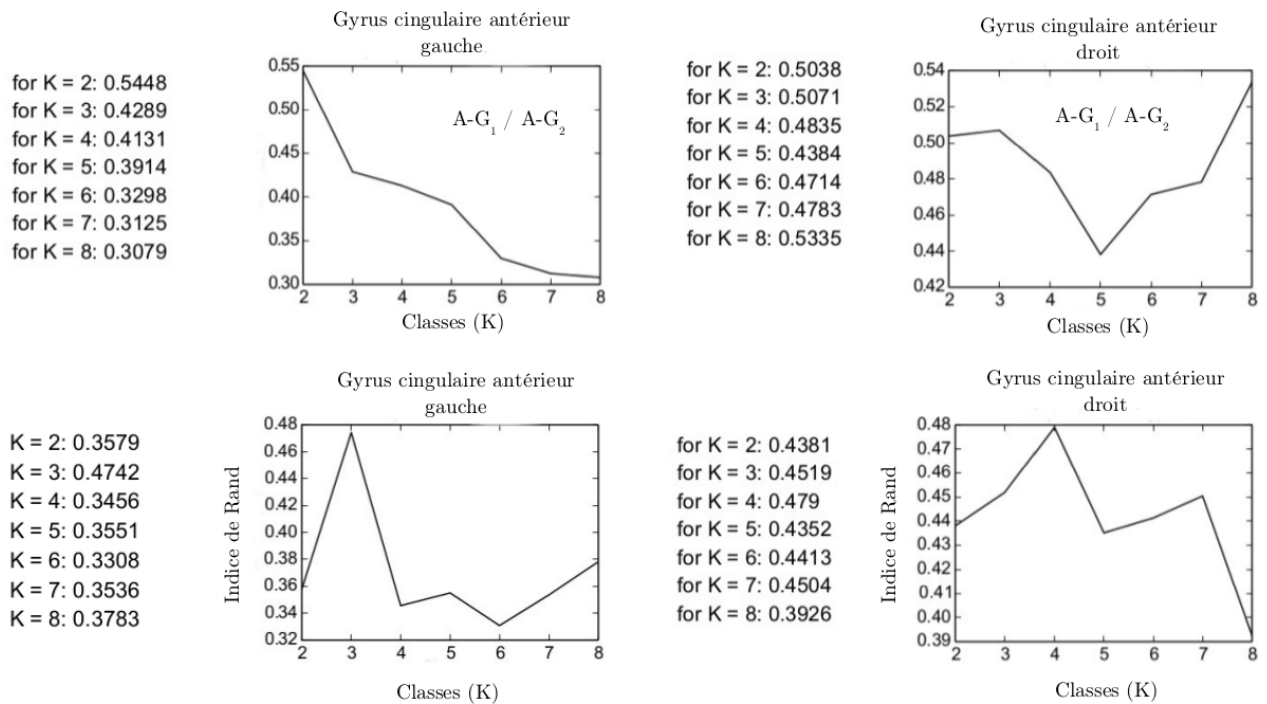 Gyrus cingulaire antérieur
gauche
for K = 2: 0.5448
for K = 3: 0.4289
for K = 4: 0.4131
for K = 5: 0.3914
for K = 6: 0.3298
for K = 7: 0.3125
for K = 8: 0.3079
0.55
0.50
0.45
0.40
0.35
0.30
A-G₁ / A-G₂
2 3 4 5 6 7 8
Classes (K)
Gyrus cingulaire antérieur
droit
for K = 2: 0.5038
for K = 3: 0.5071
for K = 4: 0.4835
for K = 5: 0.4384
for K = 6: 0.4714
for K = 7: 0.4783
for K = 8: 0.5335
0.54
0.52
0.50
0.48
0.46
0.44
0.42
A-G₁ / A-G₂
2 3 4 5 6 7 8
Classes (K)
Gyrus cingulaire antérieur
gauche
K = 2: 0.3579
K = 3: 0.4742
K = 4: 0.3456
K = 5: 0.3551
K = 6: 0.3308
K = 7: 0.3536
K = 8: 0.3783
Indice de Rand
0.48
0.46
0.44
0.42
0.40
0.38
0.36
0.34
0.32
2 3 4 5 6 7 8
Classes (K)
Gyrus cingulaire antérieur
droit
for K = 2: 0.4381
for K = 3: 0.4519
for K = 4: 0.479
for K = 5: 0.4352
for K = 6: 0.4413
for K = 7: 0.4504
for K = 8: 0.3926
Indice de Rand
0.48
0.47
0.46
0.45
0.44
0.43
0.42
0.41
0.40
0.39
2 3 4 5 6 7 8
Classes (K)